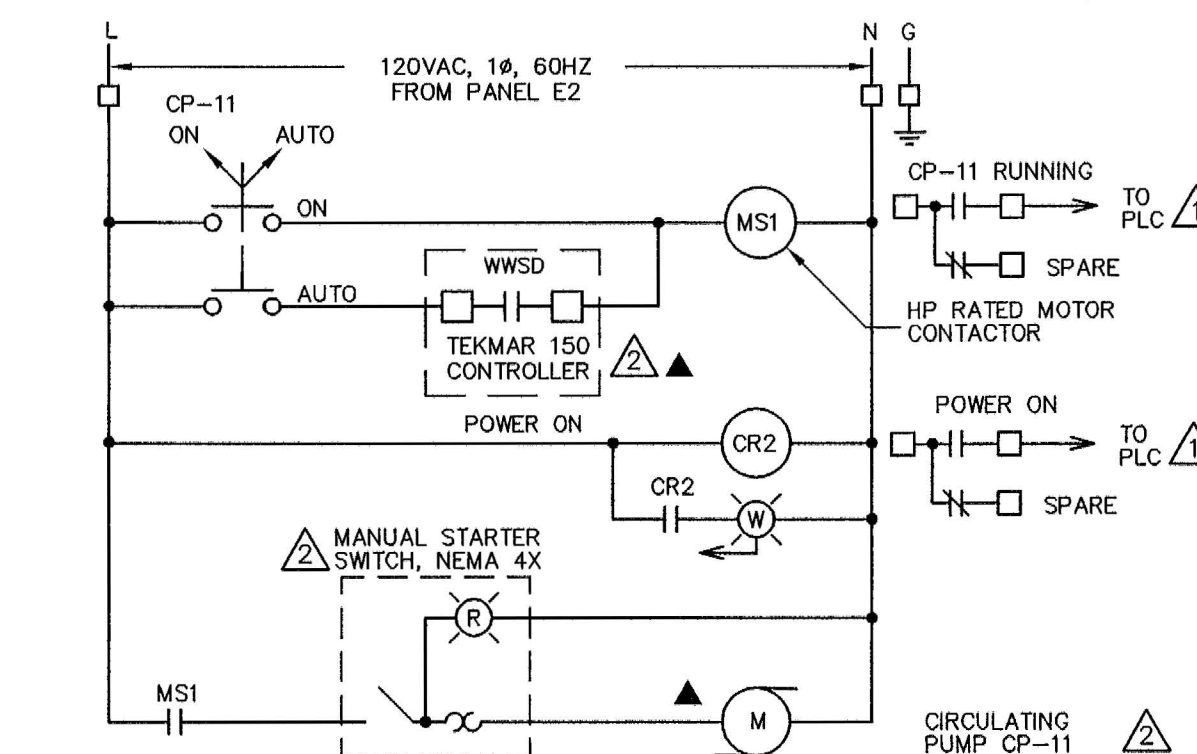 L
N G
120VAC, 1ø, 60HZ
FROM PANEL E2
CP-11
ON AUTO
CP-11 RUNNING
TO
PLC 1
ON
MS1
WWSD
SPARE
AUTO
HP RATED MOTOR
CONTACTOR
TEKMAR 150
CONTROLLER
2
POWER ON
POWER ON
CR2
TO
PLC 1
CR2
W
SPARE
2 MANUAL STARTER
SWITCH, NEMA 4X
R
MS1
M
CIRCULATING
PUMP CP-11
2